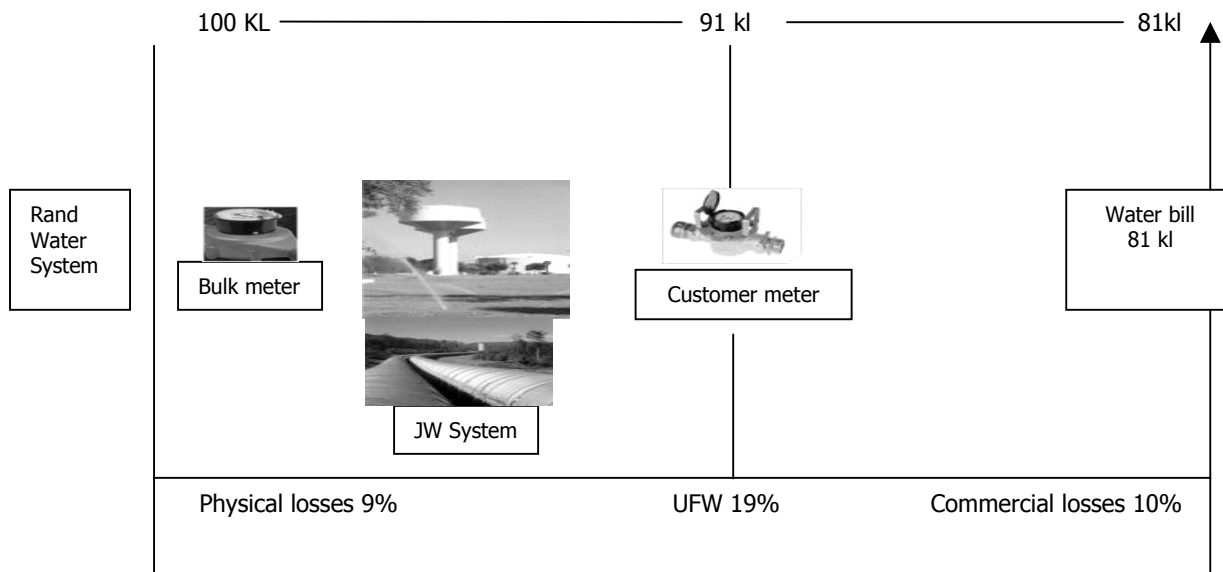 100 KL
91 kl
81kl
Rand
Water
System
Bulk meter
Customer meter
Water bill
81 kl
JW System
Physical losses 9%
UFW 19%
Commercial losses 10%